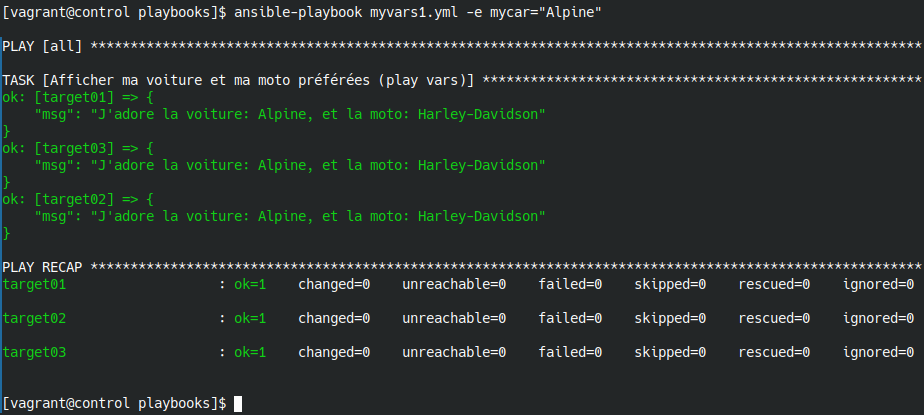 [vagrant@control playbooks]$ ansible-playbook myvars1.yml -e mycar="Alpine"
PLAY [all] ********************************************************************************************************
TASK [Afficher ma voiture et ma moto préférées (play vars)] *******************************************************
ok: [target01] => {
    "msg": "J'adore la voiture: Alpine, et la moto: Harley-Davidson"
}
ok: [target03] => {
    "msg": "J'adore la voiture: Alpine, et la moto: Harley-Davidson"
}
ok: [target02] => {
    "msg": "J'adore la voiture: Alpine, et la moto: Harley-Davidson"
}
PLAY RECAP ********************************************************************************************************
target01                   : ok=1    changed=0    unreachable=0    failed=0    skipped=0    rescued=0    ignored=0
target02                   : ok=1    changed=0    unreachable=0    failed=0    skipped=0    rescued=0    ignored=0
target03                   : ok=1    changed=0    unreachable=0    failed=0    skipped=0    rescued=0    ignored=0
[vagrant@control playbooks]$